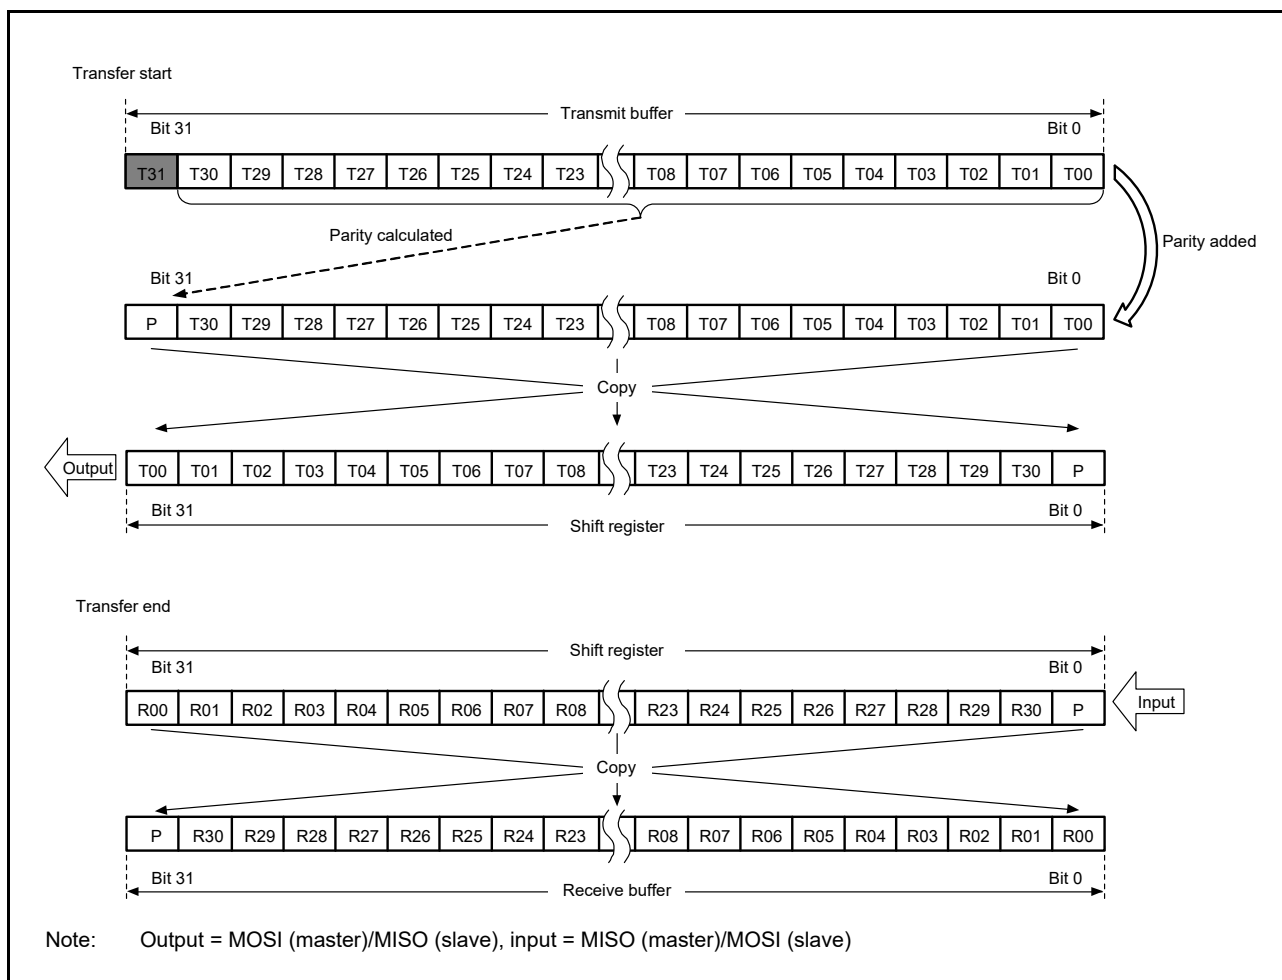 Transfer start
Transmit buffer
Bit 31 Bit 0
T31 T30 T29 T28 T27 T26 T25 T24 T23 T08 T07 T06 T05 T04 T03 T02 T01 T00
Parity calculated
Parity added
Bit 31 Bit 0
P T30 T29 T28 T27 T26 T25 T24 T23 T08 T07 T06 T05 T04 T03 T02 T01 T00
Copy
Output T00 T01 T02 T03 T04 T05 T06 T07 T08 T23 T24 T25 T26 T27 T28 T29 T30 P
Bit 31 Bit 0
Shift register
Transfer end
Shift register
Bit 31 Bit 0
R00 R01 R02 R03 R04 R05 R06 R07 R08 R23 R24 R25 R26 R27 R28 R29 R30 P Input
Copy
P R30 R29 R28 R27 R26 R25 R24 R23 R08 R07 R06 R05 R04 R03 R02 R01 R00
Bit 31 Bit 0
Receive buffer
Note: Output = MOSI (master)/MISO (slave), input = MISO (master)/MOSI (slave)